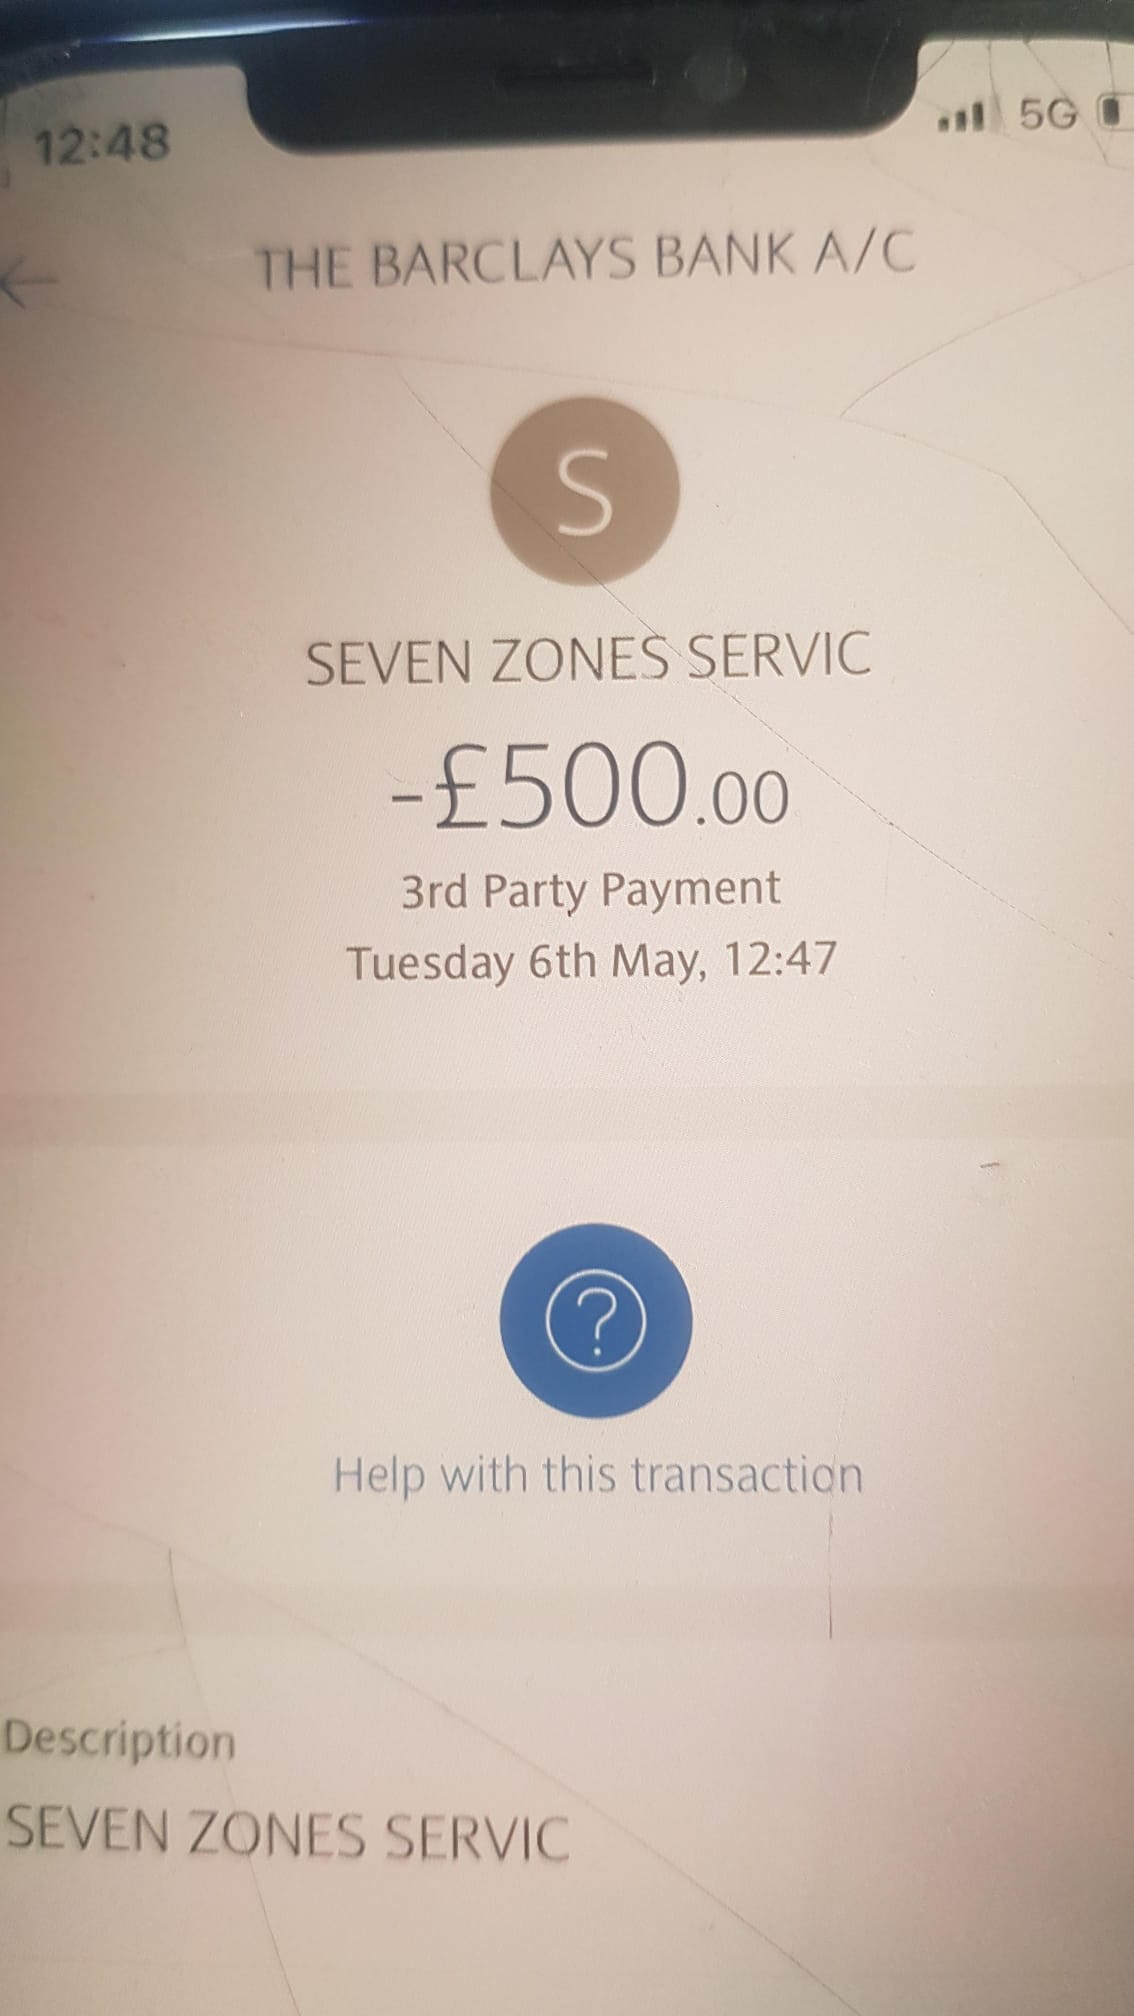 12:48
5G
THE BARCLAYS BANK A/C
S
SEVEN ZONES SERVIC
-£500.00
3rd Party Payment
Tuesday 6th May, 12:47
?
Help with this transaction
Description
SEVEN ZONES SERVIC